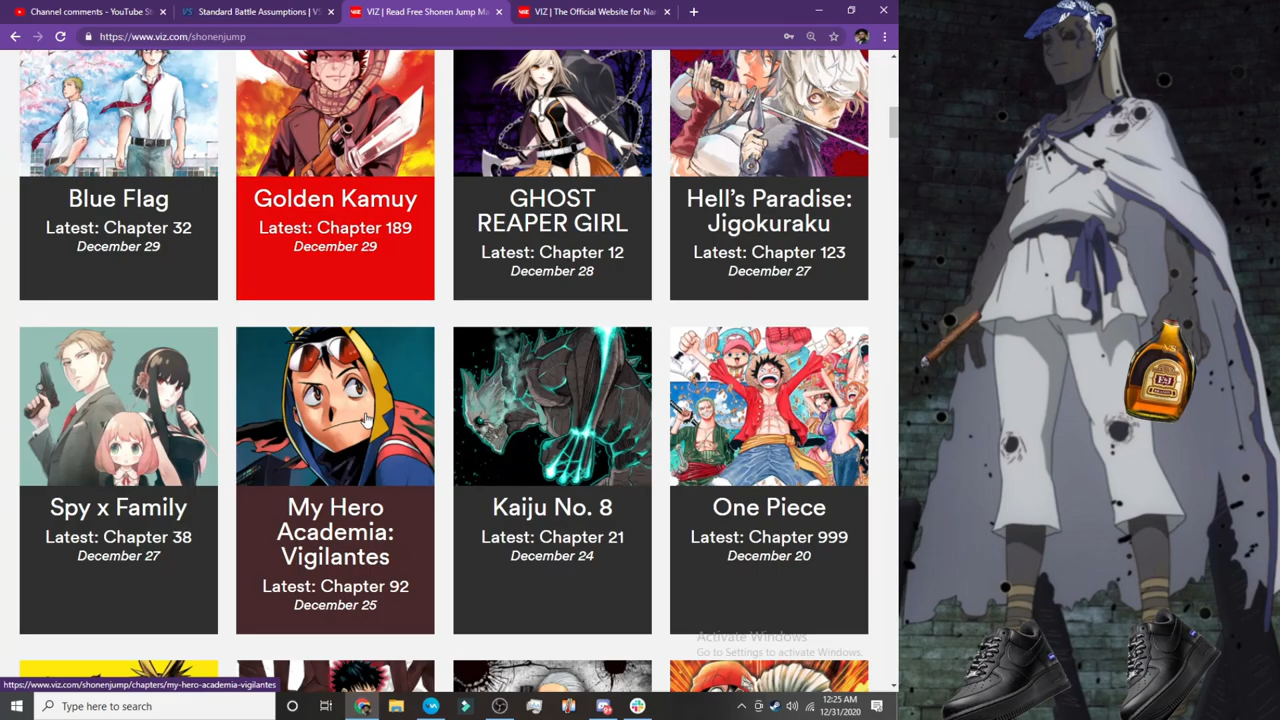 Channel comments - YouTube St
Standard Battle Assumptions | VS
VIZ | Read Free Shonen Jump Ma
VIZ | The Official Website for Nar
https://www.viz.com/shonenjump
Blue Flag
Latest: Chapter 32
December 29
Golden Kamuy
Latest: Chapter 189
December 29
GHOST
REAPER GIRL
Latest: Chapter 12
December 28
Hell's Paradise:
Jigokuraku
Latest: Chapter 123
December 27
Spy x Family
Latest: Chapter 38
December 27
My Hero
Academia:
Vigilantes
Latest: Chapter 92
December 25
Kaiju No. 8
Latest: Chapter 21
December 24
One Piece
Latest: Chapter 999
December 20
VS
E&J
Activate Windows
Go to Settings to activate Windows.
https://www.viz.com/shonenjump/chapters/my-hero-academia-vigilantes
Type here to search
12:25 AM
12/31/2020